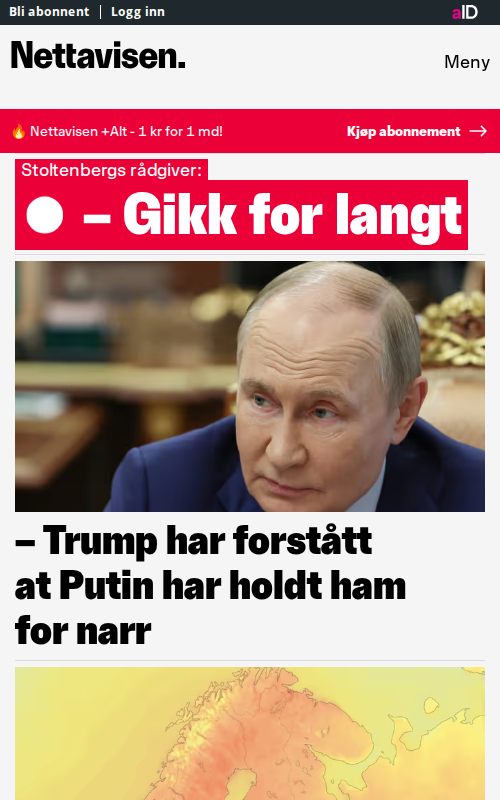 Bli abonnent | Logg inn
aID
Nettavisen.
Meny
🔥 Nettavisen +Alt - 1 kr for 1 md!
Kjøp abonnement →
Stoltenbergs rådgiver:
● – Gikk for langt
– Trump har forstått
at Putin har holdt ham
for narr